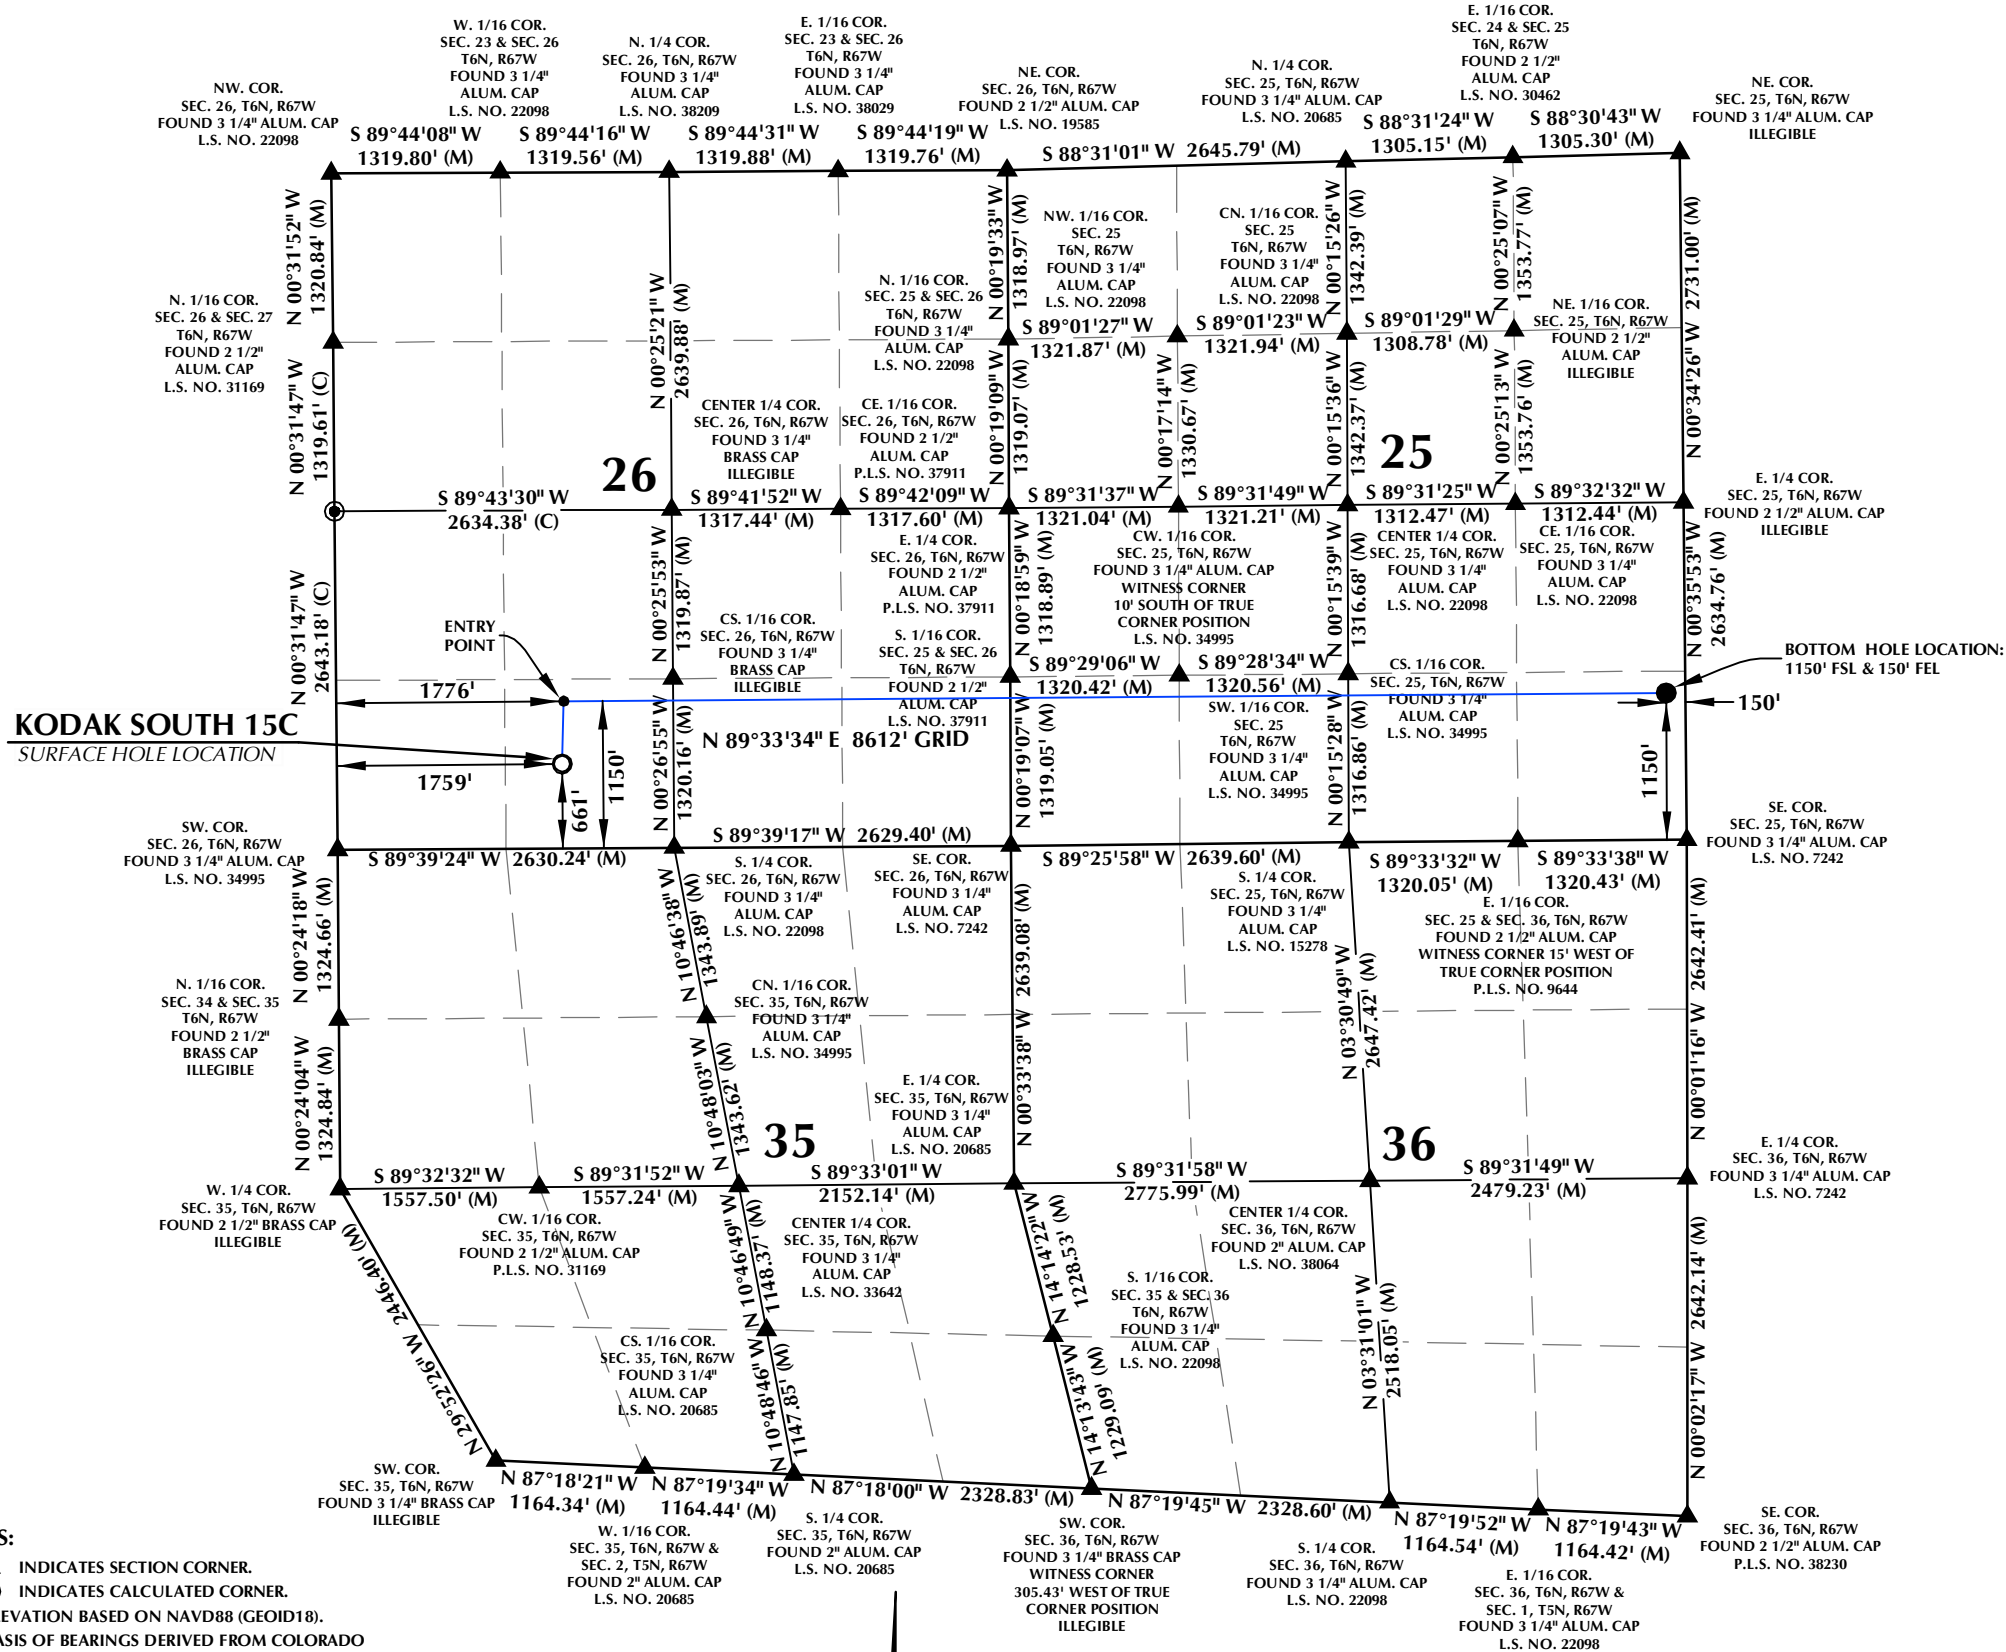 W. 1/16 COR.
SEC. 23 & SEC. 26
T6N, R67W
FOUND 3 1/4"
ALUM. CAP
L.S. NO. 22098
N. 1/4 COR.
SEC. 26, T6N, R67W
FOUND 3 1/4"
ALUM. CAP
L.S. NO. 38209
E. 1/16 COR.
SEC. 23 & SEC. 26
T6N, R67W
FOUND 3 1/4"
ALUM. CAP
L.S. NO. 38029
NE. COR.
SEC. 26, T6N, R67W
FOUND 2 1/2" ALUM. CAP
L.S. NO. 19585
N. 1/4 COR.
SEC. 25, T6N, R67W
FOUND 3 1/4" ALUM. CAP
L.S. NO. 20685
E. 1/16 COR.
SEC. 24 & SEC. 25
T6N, R67W
FOUND 2 1/2"
ALUM. CAP
L.S. NO. 30462
NE. COR.
SEC. 25, T6N, R67W
FOUND 3 1/4" ALUM. CAP
ILLEGIBLE
NW. COR.
SEC. 26, T6N, R67W
FOUND 3 1/4" ALUM. CAP
L.S. NO. 22098
S 89°44'08" W
1319.80' (M)
S 89°44'16" W
1319.56' (M)
S 89°44'31" W
1319.88' (M)
S 89°44'19" W
1319.76' (M)
S 88°31'01" W 2645.79' (M)
S 88°31'24" W
1305.15' (M)
S 88°30'43" W
1305.30' (M)
N 00°31'52" W
1320.84' (M)
N 00°25'21" W
2639.88' (M)
N 00°19'33" W
1318.97' (M)
NW. 1/16 COR.
SEC. 25
T6N, R67W
FOUND 3 1/4"
ALUM. CAP
L.S. NO. 22098
CN. 1/16 COR.
SEC. 25
T6N, R67W
FOUND 3 1/4"
ALUM. CAP
L.S. NO. 22098
N 00°15'26" W
1342.39' (M)
N 00°25'07" W
1353.77' (M)
N 00°34'26" W 2731.00' (M)
N. 1/16 COR.
SEC. 26 & SEC. 27
T6N, R67W
FOUND 2 1/2"
ALUM. CAP
L.S. NO. 31169
N. 1/16 COR.
SEC. 25 & SEC. 26
T6N, R67W
FOUND 3 1/4"
ALUM. CAP
L.S. NO. 22098
NE. 1/16 COR.
SEC. 25, T6N, R67W
FOUND 2 1/2"
ALUM. CAP
ILLEGIBLE
S 89°01'27" W
1321.87' (M)
S 89°01'23" W
1321.94' (M)
S 89°01'29" W
1308.78' (M)
N 00°31'47" W
1319.61' (C)
N 00°19'09" W
1319.07' (M)
N 00°17'14" W
1330.67' (M)
N 00°15'36" W
1342.37' (M)
N 00°25'13" W
1353.76' (M)
CENTER 1/4 COR.
SEC. 26, T6N, R67W
FOUND 3 1/4"
BRASS CAP
ILLEGIBLE
CE. 1/16 COR.
SEC. 26, T6N, R67W
FOUND 2 1/2"
ALUM. CAP
P.L.S. NO. 37911
26
25
E. 1/4 COR.
SEC. 25, T6N, R67W
FOUND 2 1/2" ALUM. CAP
ILLEGIBLE
S 89°43'30" W
2634.38' (C)
S 89°41'52" W
1317.44' (M)
S 89°42'09" W
1317.60' (M)
S 89°31'37" W
1321.04' (M)
S 89°31'49" W
1321.21' (M)
S 89°31'25" W
1312.47' (M)
S 89°32'32" W
1312.44' (M)
N 00°31'47" W
2643.18' (C)
N 00°25'53" W
1319.87' (M)
E. 1/4 COR.
SEC. 26, T6N, R67W
FOUND 2 1/2"
ALUM. CAP
P.L.S. NO. 37911
N 00°18'59" W
1318.89' (M)
CW. 1/16 COR.
SEC. 25, T6N, R67W
FOUND 3 1/4" ALUM. CAP
WITNESS CORNER
10' SOUTH OF TRUE
CORNER POSITION
L.S. NO. 34995
N 00°15'39" W
1316.68' (M)
CENTER 1/4 COR.
SEC. 25, T6N, R67W
FOUND 3 1/4"
ALUM. CAP
L.S. NO. 22098
CE. 1/16 COR.
SEC. 25, T6N, R67W
FOUND 3 1/4"
ALUM. CAP
L.S. NO. 22098
N 00°35'53" W
2634.76' (M)
ENTRY
POINT
CS. 1/16 COR.
SEC. 26, T6N, R67W
FOUND 3 1/4"
BRASS CAP
ILLEGIBLE
S. 1/16 COR.
SEC. 25 & SEC. 26
T6N, R67W
FOUND 2 1/2"
ALUM. CAP
L.S. NO. 37911
S 89°29'06" W
1320.42' (M)
S 89°28'34" W
1320.56' (M)
CS. 1/16 COR.
SEC. 25, T6N, R67W
FOUND 3 1/4"
ALUM. CAP
L.S. NO. 34995
BOTTOM HOLE LOCATION:
1150' FSL & 150' FEL
1776'
150'
KODAK SOUTH 15C
SURFACE HOLE LOCATION
N 89°33'34" E 8612' GRID
SW. 1/16 COR.
SEC. 25
T6N, R67W
FOUND 3 1/4"
ALUM. CAP
L.S. NO. 34995
1759'
661'
1150'
N 00°26'55" W
1320.16' (M)
N 00°19'07" W
1319.05' (M)
N 00°15'28" W
1316.86' (M)
1150'
SW. COR.
SEC. 26, T6N, R67W
FOUND 3 1/4" ALUM. CAP
L.S. NO. 34995
SE. COR.
SEC. 25, T6N, R67W
FOUND 3 1/4" ALUM. CAP
L.S. NO. 7242
S 89°39'24" W 2630.24' (M)
S 89°39'17" W 2629.40' (M)
S 89°25'58" W 2639.60' (M)
S 89°33'32" W
1320.05' (M)
S 89°33'38" W
1320.43' (M)
N 00°24'18" W
1324.66' (M)
N 10°46'38" W
1343.89' (M)
S. 1/4 COR.
SEC. 26, T6N, R67W
FOUND 3 1/4"
ALUM. CAP
L.S. NO. 22098
SE. COR.
SEC. 26, T6N, R67W
FOUND 3 1/4"
ALUM. CAP
L.S. NO. 7242
N 00°33'38" W 2639.08' (M)
S. 1/4 COR.
SEC. 25, T6N, R67W
FOUND 3 1/4"
ALUM. CAP
L.S. NO. 15278
N 03°30'49" W
2647.42' (M)
E. 1/16 COR.
SEC. 25 & SEC. 36, T6N, R67W
FOUND 2 1/2" ALUM. CAP
WITNESS CORNER 15' WEST OF
TRUE CORNER POSITION
P.L.S. NO. 9644
N 00°01'16" W 2642.41' (M)
N. 1/16 COR.
SEC. 34 & SEC. 35
T6N, R67W
FOUND 2 1/2"
BRASS CAP
ILLEGIBLE
CN. 1/16 COR.
SEC. 35, T6N, R67W
FOUND 3 1/4"
ALUM. CAP
L.S. NO. 34995
N 00°24'04" W
1324.84' (M)
N 10°48'03" W
1343.62' (M)
E. 1/4 COR.
SEC. 35, T6N, R67W
FOUND 3 1/4"
ALUM. CAP
L.S. NO. 20685
35
36
E. 1/4 COR.
SEC. 36, T6N, R67W
FOUND 3 1/4" ALUM. CAP
L.S. NO. 7242
S 89°32'32" W
1557.50' (M)
S 89°31'52" W
1557.24' (M)
S 89°33'01" W
2152.14' (M)
S 89°31'58" W
2775.99' (M)
S 89°31'49" W
2479.23' (M)
W. 1/4 COR.
SEC. 35, T6N, R67W
FOUND 2 1/2" BRASS CAP
ILLEGIBLE
CW. 1/16 COR.
SEC. 35, T6N, R67W
FOUND 2 1/2" ALUM. CAP
P.L.S. NO. 31169
N 10°46'49" W
1148.37' (M)
CENTER 1/4 COR.
SEC. 35, T6N, R67W
FOUND 3 1/4"
ALUM. CAP
L.S. NO. 33642
N 14°14'22" W
1228.53' (M)
CENTER 1/4 COR.
SEC. 36, T6N, R67W
FOUND 2" ALUM. CAP
L.S. NO. 38064
S. 1/16 COR.
SEC. 35 & SEC. 36
T6N, R67W
FOUND 3 1/4"
ALUM. CAP
L.S. NO. 22098
N 29°52'26" W 2446.40' (M)
CS. 1/16 COR.
SEC. 35, T6N, R67W
FOUND 3 1/4"
ALUM. CAP
L.S. NO. 20685
N 10°48'46" W
1147.85' (M)
N 14°13'43" W
1229.09' (M)
N 03°31'01" W
2518.05' (M)
N 00°02'17" W 2642.14' (M)
SW. COR.
SEC. 35, T6N, R67W
FOUND 3 1/4" BRASS CAP
ILLEGIBLE
N 87°18'21" W
1164.34' (M)
N 87°19'34" W
1164.44' (M)
N 87°18'00" W 2328.83' (M)
N 87°19'45" W 2328.60' (M)
N 87°19'52" W
1164.54' (M)
N 87°19'43" W
1164.42' (M)
W. 1/16 COR.
SEC. 35, T6N, R67W &
SEC. 2, T5N, R67W
FOUND 2" ALUM. CAP
L.S. NO. 20685
S. 1/4 COR.
SEC. 35, T6N, R67W
FOUND 2" ALUM. CAP
L.S. NO. 20685
SW. COR.
SEC. 36, T6N, R67W
FOUND 3 1/4" BRASS CAP
WITNESS CORNER
305.43' WEST OF TRUE
CORNER POSITION
ILLEGIBLE
S. 1/4 COR.
SEC. 36, T6N, R67W
FOUND 3 1/4" ALUM. CAP
L.S. NO. 22098
E. 1/16 COR.
SEC. 36, T6N, R67W &
SEC. 1, T5N, R67W
FOUND 3 1/4" ALUM. CAP
L.S. NO. 22098
SE. COR.
SEC. 36, T6N, R67W
FOUND 2 1/2" ALUM. CAP
P.L.S. NO. 38230
S:
INDICATES SECTION CORNER.
INDICATES CALCULATED CORNER.
LEVATION BASED ON NAVD88 (GEOID18).
ASIS OF BEARINGS DERIVED FROM COLORADO